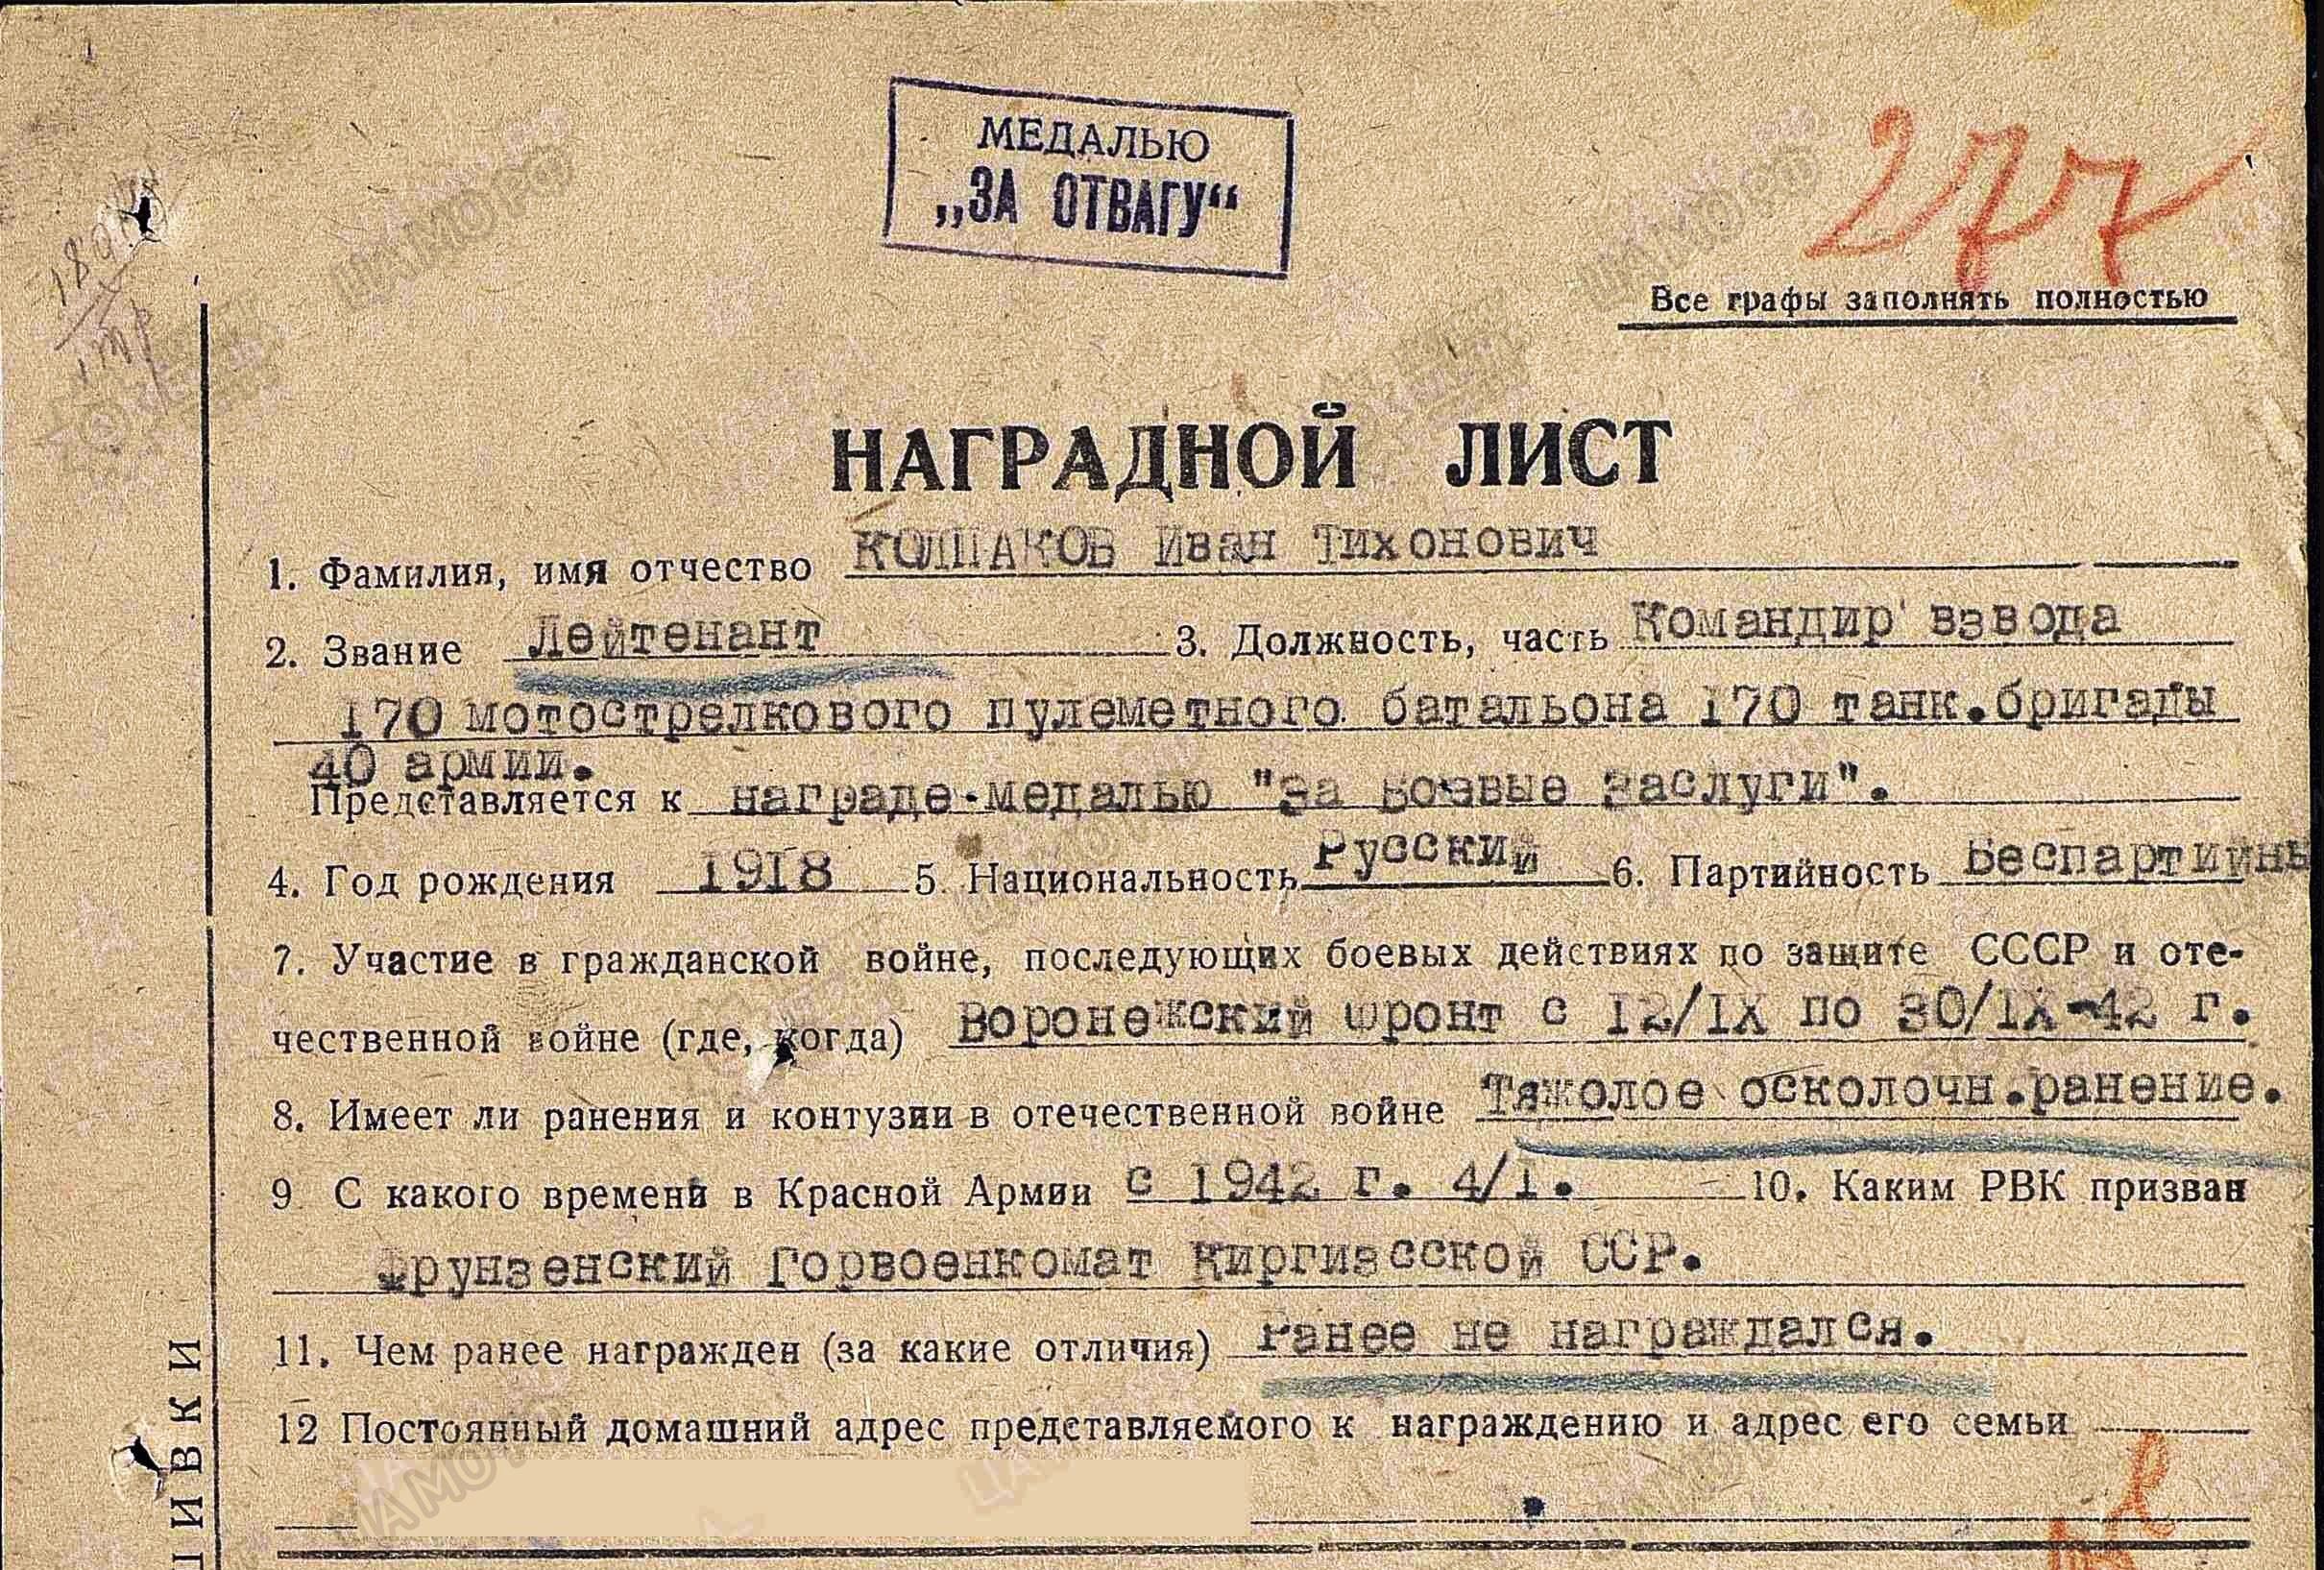 МЕДАЛЬЮ
„ЗА ОТВАГУ“
277
Все графы заполнять полностью
НАГРАДНОЙ ЛИСТ
1. Фамилия, имя отчество КОЛПАКОВ Иван Тихонович
2. Звание Лейтенант 3. Должность, часть Командир взвода
170 мотострелкового пулеметного батальона 170 танк.бригады
40 армии.
Представляется к награде-медалью "За Боевые заслуги".
4. Год рождения 1918 5. Национальность Русский 6. Партийность Беспартийны
7. Участие в гражданской войне, последующих боевых действиях по защите СССР и оте-
чественной войне (где, когда) Воронежский фронт с 12/IX по 30/IX-42 г.
8. Имеет ли ранения и контузии в отечественной войне Тяжолое осколочн.ранение.
9 С какого времени в Красной Армии с 1942 г. 4/I. 10. Каким РВК призван
Фрунзенский Горвоенкомат Киргизсской ССР.
11. Чем ранее награжден (за какие отличия) Ранее не награждался.
12 Постоянный домашний адрес представляемого к награждению и адрес его семьи
ШИВКИ
ЦАМО.РФ